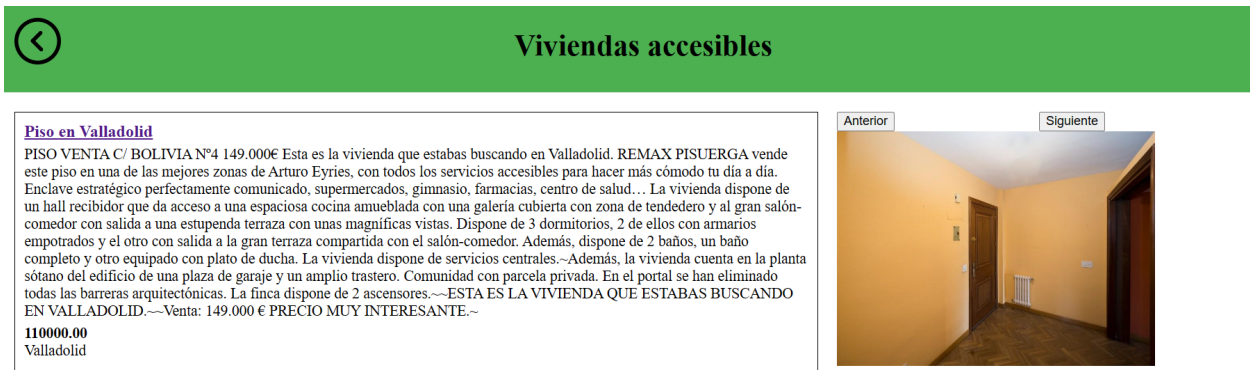 Viviendas accesibles
Piso en Valladolid
PISO VENTA C/ BOLIVIA Nº4 149.000€ Esta es la vivienda que estabas buscando en Valladolid. REMAX PISUERGA vende
este piso en una de las mejores zonas de Arturo Eyries, con todos los servicios accesibles para hacer más cómodo tu día a día.
Enclave estratégico perfectamente comunicado, supermercados, gimnasio, farmacias, centro de salud… La vivienda dispone de
un hall recibidor que da acceso a una espaciosa cocina amueblada con una galería cubierta con zona de tendedero y al gran salón-
comedor con salida a una estupenda terraza con unas magníficas vistas. Dispone de 3 dormitorios, 2 de ellos con armarios
empotrados y el otro con salida a la gran terraza compartida con el salón-comedor. Además, dispone de 2 baños, un baño
completo y otro equipado con plato de ducha. La vivienda dispone de servicios centrales.~Además, la vivienda cuenta en la planta
sótano del edificio de una plaza de garaje y un amplio trastero. Comunidad con parcela privada. En el portal se han eliminado
todas las barreras arquitectónicas. La finca dispone de 2 ascensores.~~ESTA ES LA VIVIENDA QUE ESTABAS BUSCANDO
EN VALLADOLID.~~Venta: 149.000 € PRECIO MUY INTERESANTE.~
110000.00
Valladolid
Anterior
Siguiente